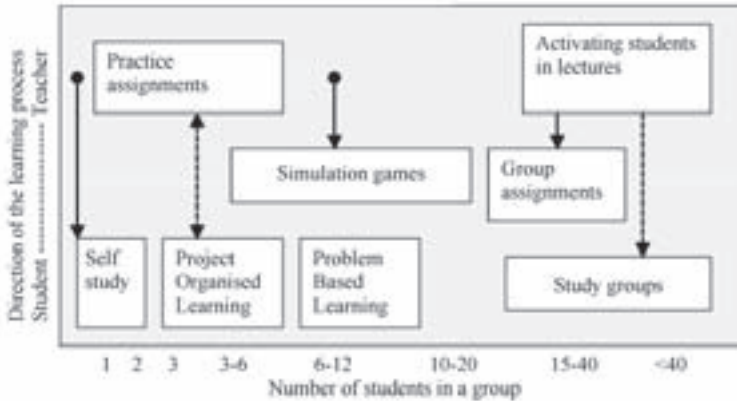 Direction of the learning process
Student ............... Teacher
Practice
assignments
Activating students
in lectures
Simulation games
Group
assignments
Self
study
Project
Organised
Learning
Problem
Based
Learning
Study groups
1 2 3 3-6 6-12 10-20 15-40 <40
Number of students in a group